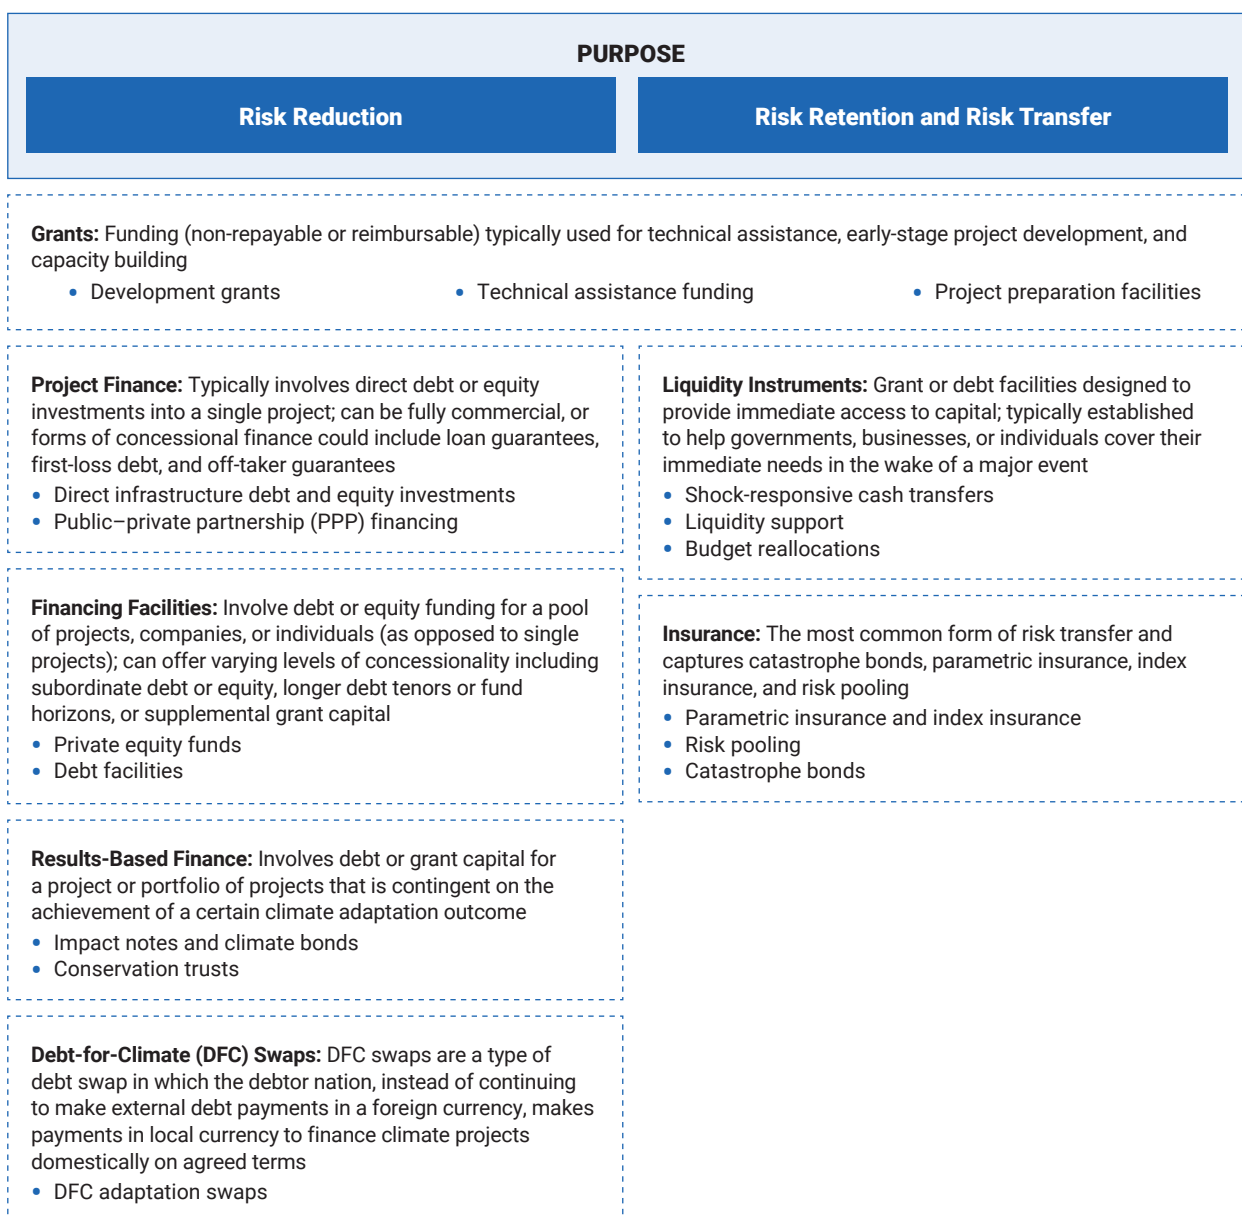 PURPOSE
Risk Reduction
Risk Retention and Risk Transfer
Grants: Funding (non-repayable or reimbursable) typically used for technical assistance, early-stage project development, and
capacity building
• Development grants
• Technical assistance funding
• Project preparation facilities
Project Finance: Typically involves direct debt or equity
investments into a single project; can be fully commercial, or
forms of concessional finance could include loan guarantees,
first-loss debt, and off-taker guarantees
• Direct infrastructure debt and equity investments
• Public–private partnership (PPP) financing
Financing Facilities: Involve debt or equity funding for a pool
of projects, companies, or individuals (as opposed to single
projects); can offer varying levels of concessionality including
subordinate debt or equity, longer debt tenors or fund
horizons, or supplemental grant capital
• Private equity funds
• Debt facilities
Results-Based Finance: Involves debt or grant capital for
a project or portfolio of projects that is contingent on the
achievement of a certain climate adaptation outcome
• Impact notes and climate bonds
• Conservation trusts
Debt-for-Climate (DFC) Swaps: DFC swaps are a type of
debt swap in which the debtor nation, instead of continuing
to make external debt payments in a foreign currency, makes
payments in local currency to finance climate projects
domestically on agreed terms
• DFC adaptation swaps
Liquidity Instruments: Grant or debt facilities designed to
provide immediate access to capital; typically established
to help governments, businesses, or individuals cover their
immediate needs in the wake of a major event
• Shock-responsive cash transfers
• Liquidity support
• Budget reallocations
Insurance: The most common form of risk transfer and
captures catastrophe bonds, parametric insurance, index
insurance, and risk pooling
• Parametric insurance and index insurance
• Risk pooling
• Catastrophe bonds